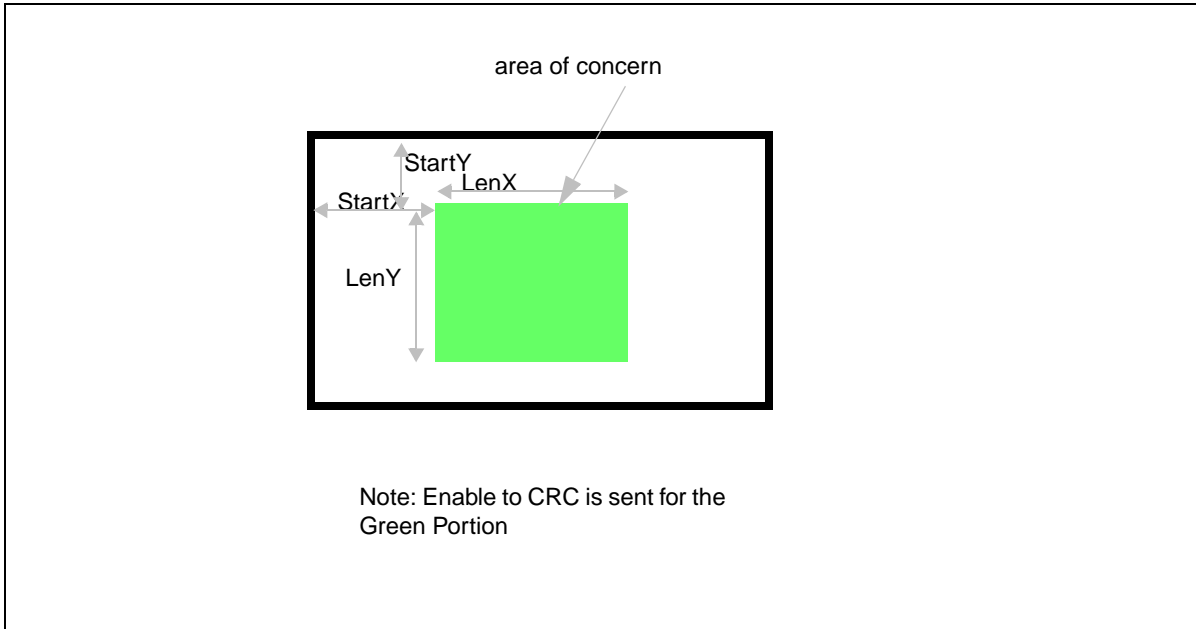 area of concern
StartY
LenX
StartX
LenY
Note: Enable to CRC is sent for the
Green Portion